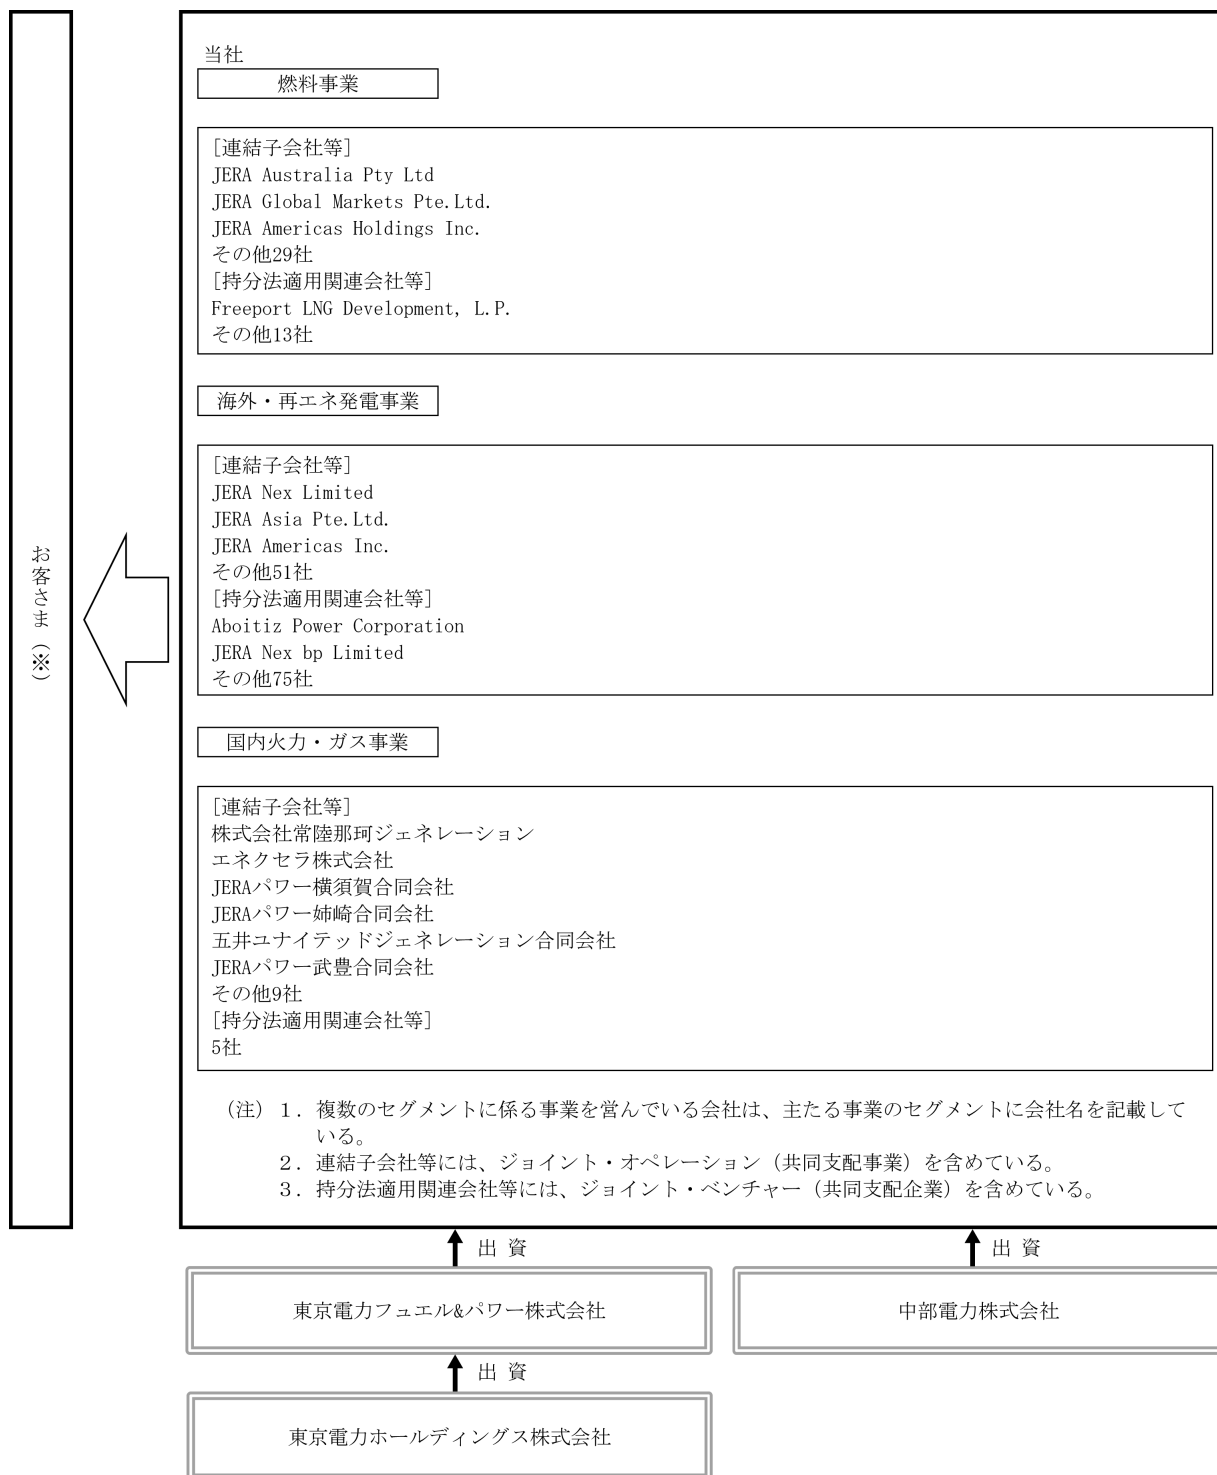 お客さま（※）
当社
燃料事業
［連結子会社等］
JERA Australia Pty Ltd
JERA Global Markets Pte.Ltd.
JERA Americas Holdings Inc.
その他29社
［持分法適用関連会社等］
Freeport LNG Development, L.P.
その他13社
海外・再エネ発電事業
［連結子会社等］
JERA Nex Limited
JERA Asia Pte.Ltd.
JERA Americas Inc.
その他51社
［持分法適用関連会社等］
Aboitiz Power Corporation
JERA Nex bp Limited
その他75社
国内火力・ガス事業
［連結子会社等］
株式会社常陸那珂ジェネレーション
エネクセラ株式会社
JERAパワー横須賀合同会社
JERAパワー姉崎合同会社
五井ユナイテッドジェネレーション合同会社
JERAパワー武豊合同会社
その他9社
［持分法適用関連会社等］
5社
（注）１．複数のセグメントに係る事業を営んでいる会社は、主たる事業のセグメントに会社名を記載して
いる。
２．連結子会社等には、ジョイント・オペレーション（共同支配事業）を含めている。
３．持分法適用関連会社等には、ジョイント・ベンチャー（共同支配企業）を含めている。
出 資
出 資
東京電力フュエル&パワー株式会社
中部電力株式会社
出 資
東京電力ホールディングス株式会社